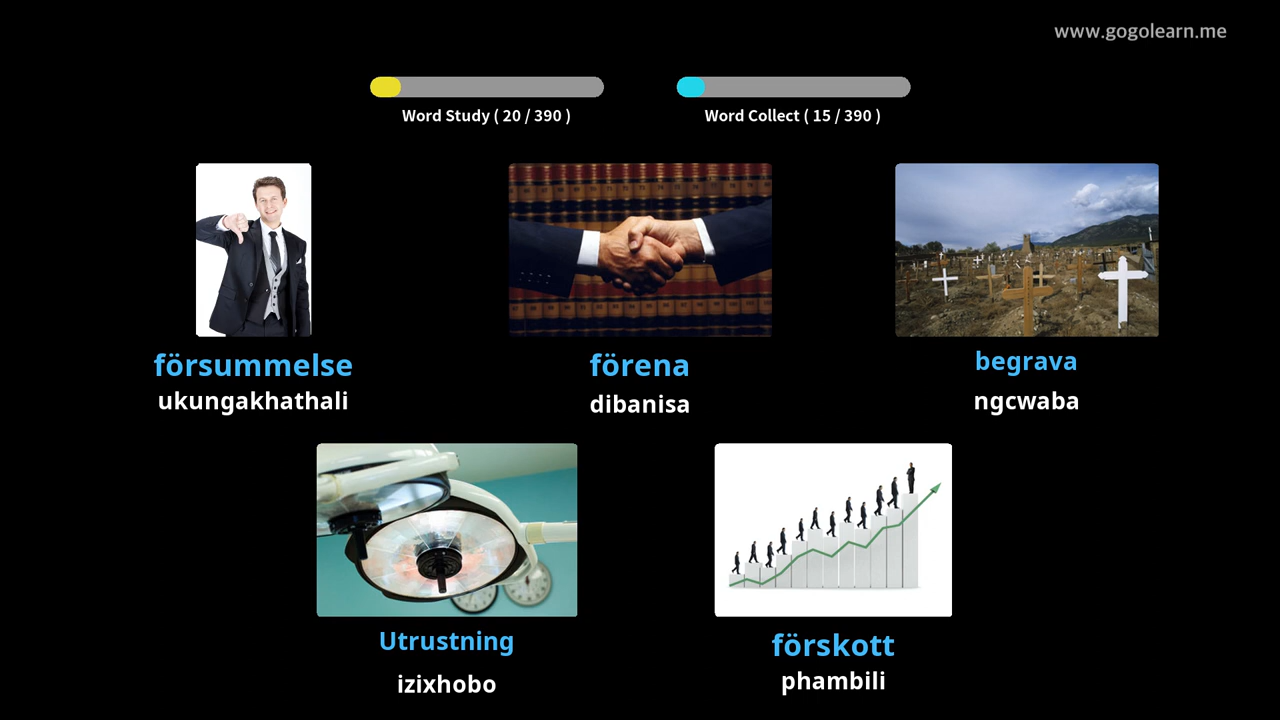 www.gogolearn.me
Word Study ( 20 / 390 )
Word Collect ( 15 / 390 )
försummelse
ukungakhathali
förena
dibanisa
begrava
ngcwaba
Utrustning
izixhobo
förskott
phambili